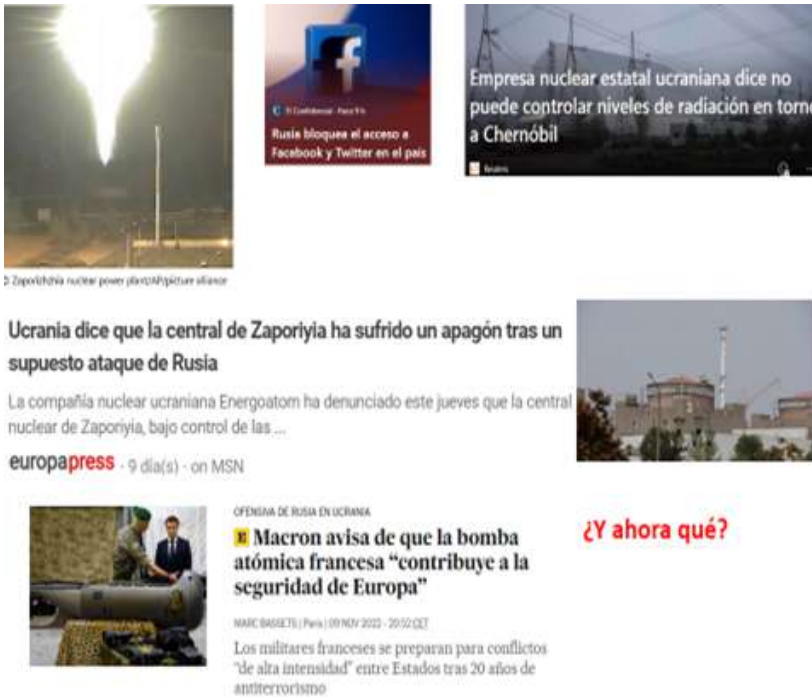 El Confidencial
Rusia bloquea el acceso a
Facebook y Twitter en el país
Empresa nuclear estatal ucraniana dice no
puede controlar niveles de radiación en torno
a Chernóbil
Reuters
© Zaporizhzhia nuclear power plant/AP/picture alliance
Ucrania dice que la central de Zaporiyia ha sufrido un apagón tras un
supuesto ataque de Rusia
La compañía nuclear ucraniana Energoatom ha denunciado este jueves que la central
nuclear de Zaporiyia, bajo control de las ...
europapress · 9 día(s) · on MSN
OFENSIVA DE RUSIA EN UCRANIA
E Macron avisa de que la bomba
atómica francesa “contribuye a la
seguridad de Europa”
MARC BASSETS | París | 09 NOV 2022 - 20:52 CET
Los militares franceses se preparan para conflictos
“de alta intensidad” entre Estados tras 20 años de
antiterrorismo
¿Y ahora qué?